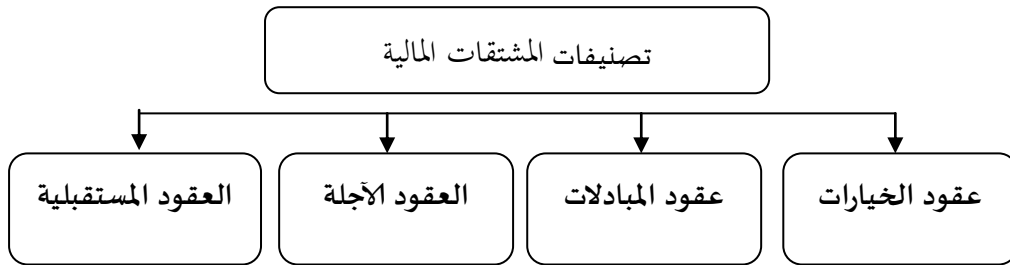 تصنيفات المشتقات المالية
عقود الخيارات
عقود المبادلات
العقود الآجلة
العقود المستقبلية